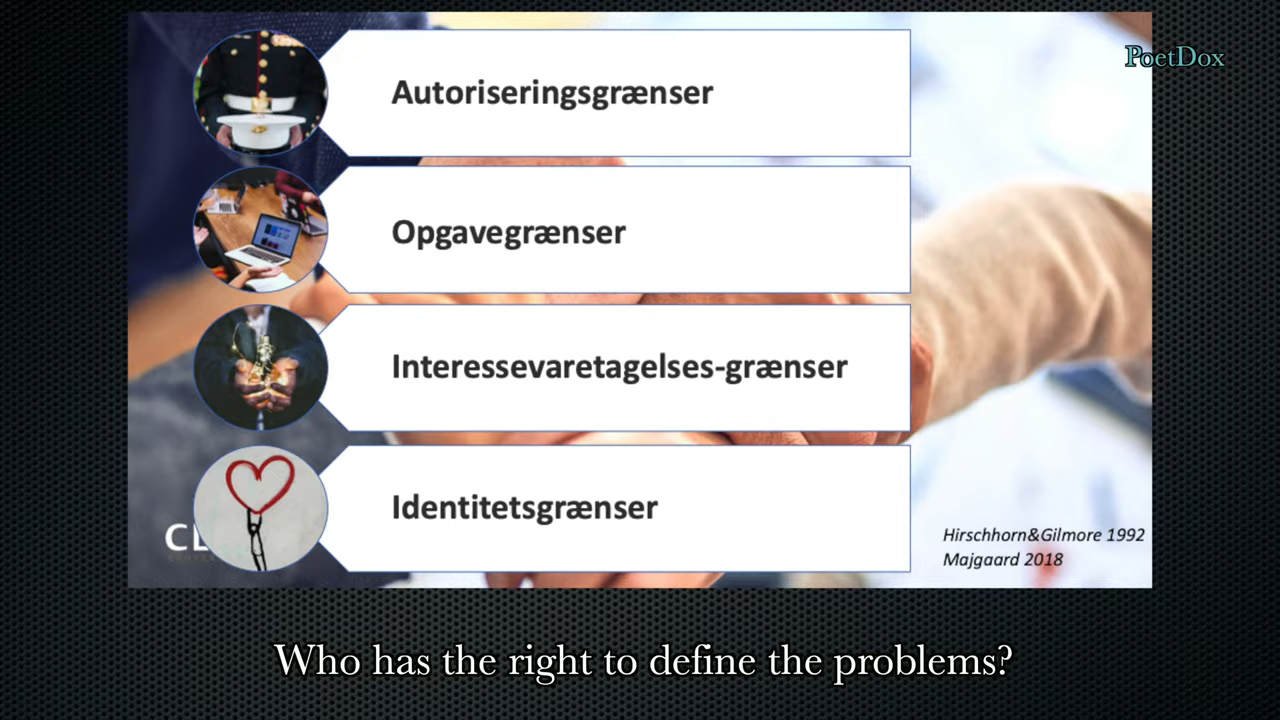 PoetDox
Autoriseringsgrænser
Opgavegrænser
Interessevaretagelses-grænser
Identitetsgrænser
Hirschhorn&Gilmore 1992
Majgaard 2018
Who has the right to define the problems?